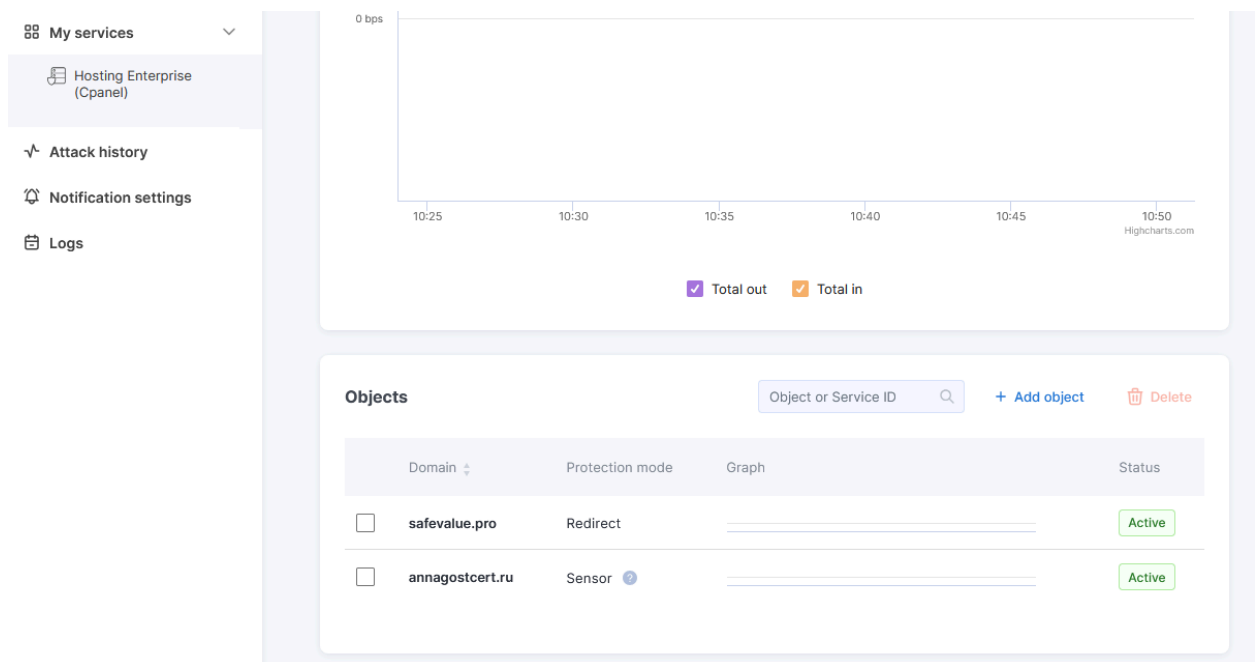 My services
Hosting Enterprise
(Cpanel)
Attack history
Notification settings
Logs
0 bps
10:25 10:30 10:35 10:40 10:45 10:50
Highcharts.com
Total out Total in
Objects Object or Service ID + Add object Delete
Domain Protection mode Graph Status
safevalue.pro Redirect Active
annagostcert.ru Sensor ? Active